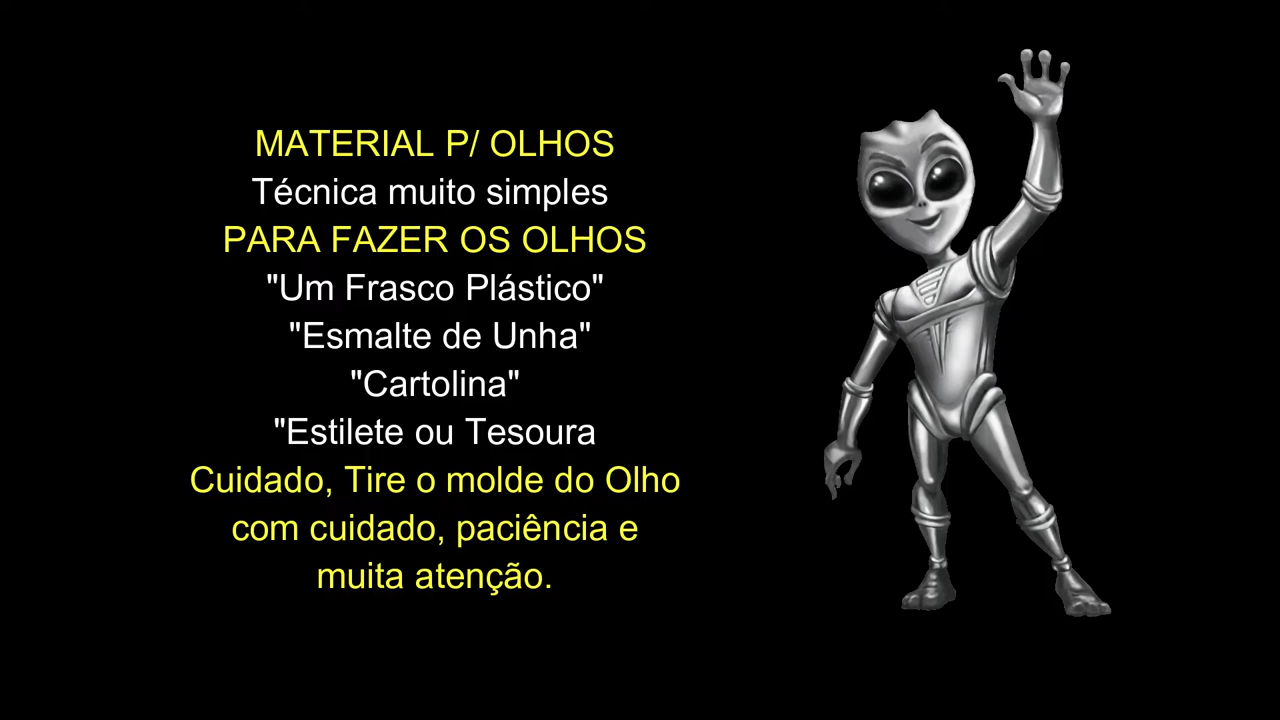 MATERIAL P/ OLHOS
Técnica muito simples
PARA FAZER OS OLHOS
"Um Frasco Plástico"
"Esmalte de Unha"
"Cartolina"
"Estilete ou Tesoura
Cuidado, Tire o molde do Olho
com cuidado, paciência e
muita atenção.